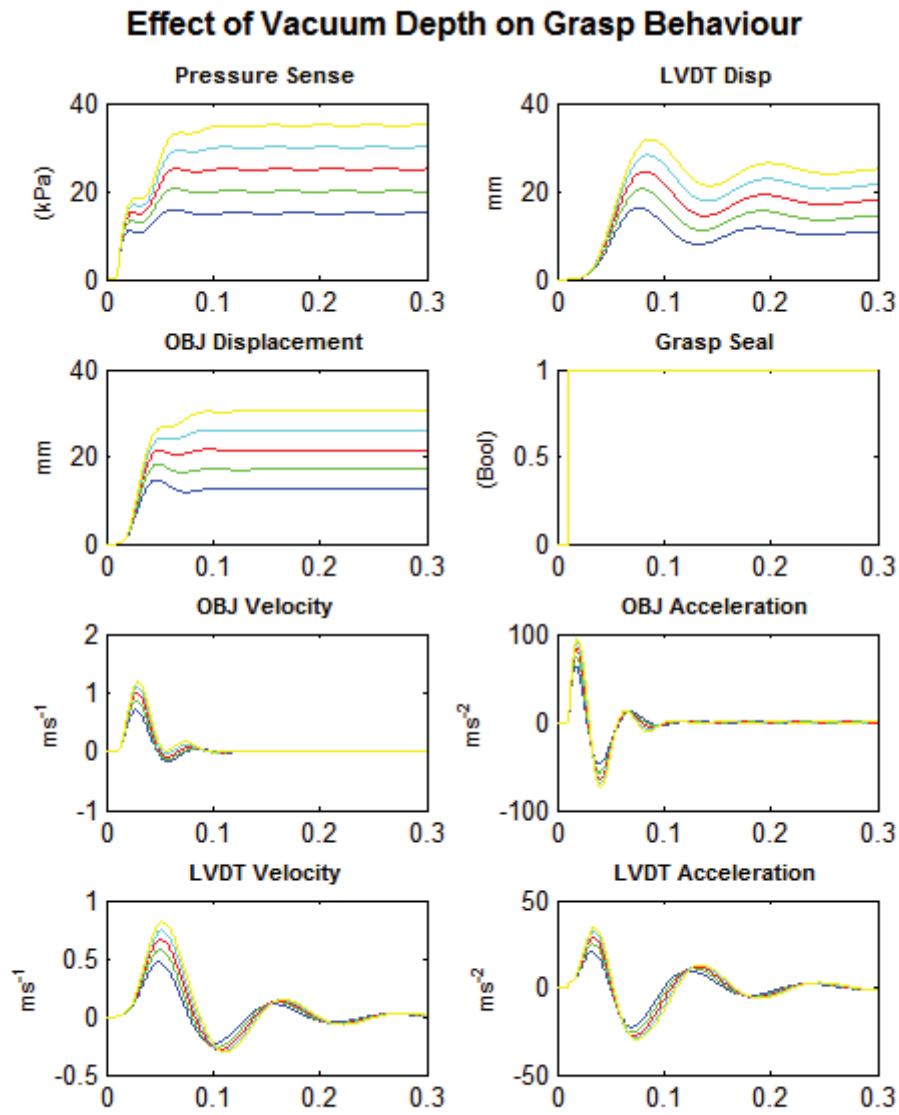 Effect of Vacuum Depth on Grasp Behaviour
Pressure Sense
(kPa)
40
20
0
0 0.1 0.2 0.3
LVDT Disp
mm
40
20
0
0 0.1 0.2 0.3
OBJ Displacement
mm
40
20
0
0 0.1 0.2 0.3
Grasp Seal
(Bool)
1
0.5
0
0 0.1 0.2 0.3
OBJ Velocity
ms⁻¹
2
1
0
-1
0 0.1 0.2 0.3
OBJ Acceleration
ms⁻²
100
0
-100
0 0.1 0.2 0.3
LVDT Velocity
ms⁻¹
1
0.5
0
-0.5
0 0.1 0.2 0.3
LVDT Acceleration
ms⁻²
50
0
-50
0 0.1 0.2 0.3